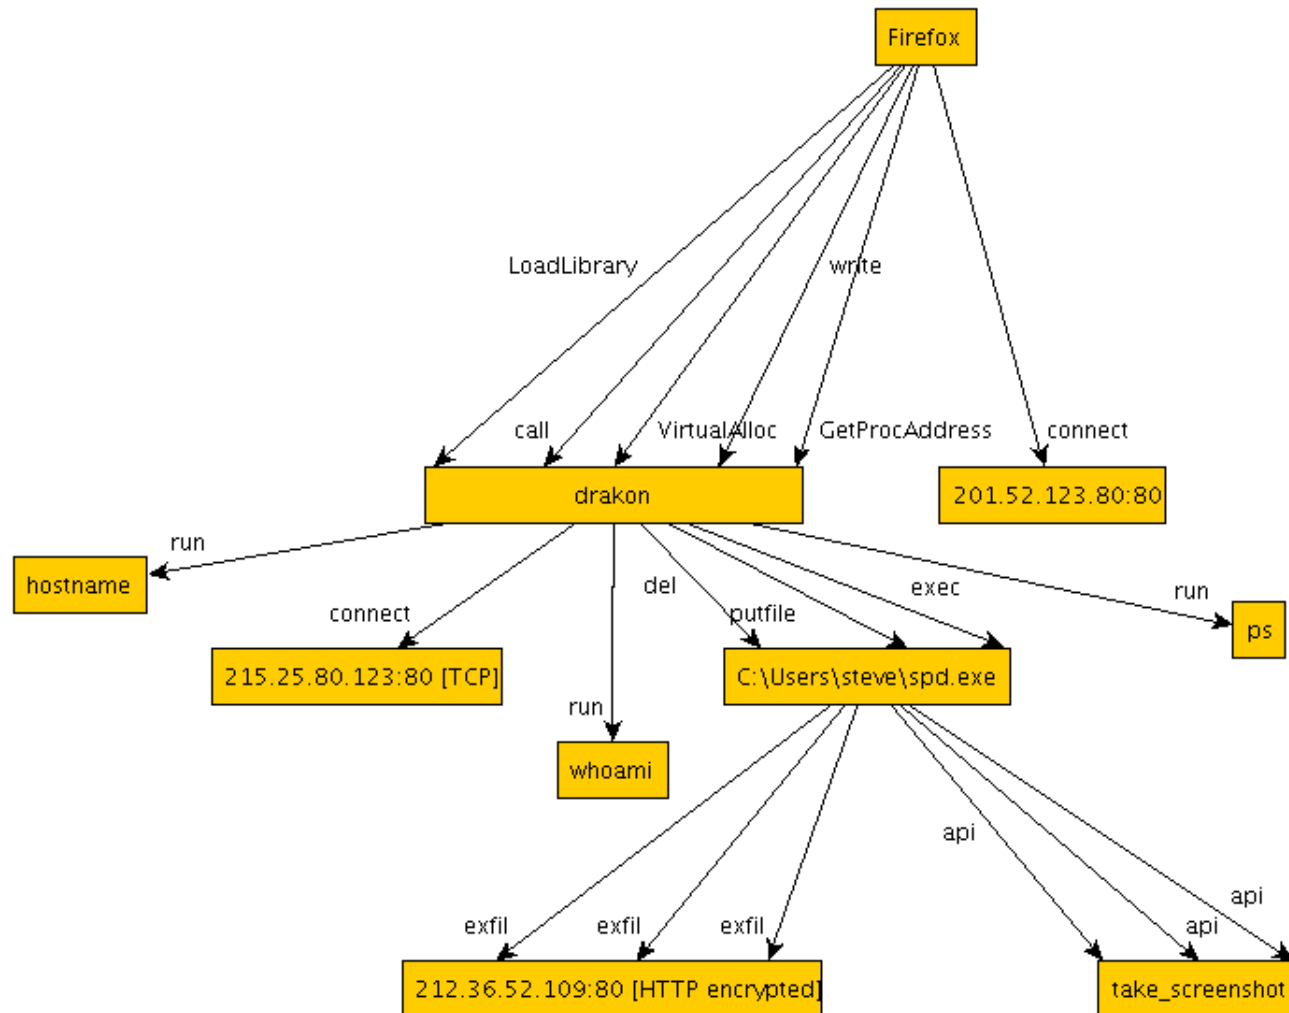 Firefox
LoadLibrary
write
call
VirtualAlloc
GetProcAddress
connect
drakon
201.52.123.80:80
run
hostname
del
putfile
exec
run
ps
connect
215.25.80.123:80 [TCP]
C:\Users\steve\spd.exe
run
whoami
api
api
api
exfil
exfil
exfil
212.36.52.109:80 [HTTP encrypted]
take_screenshot